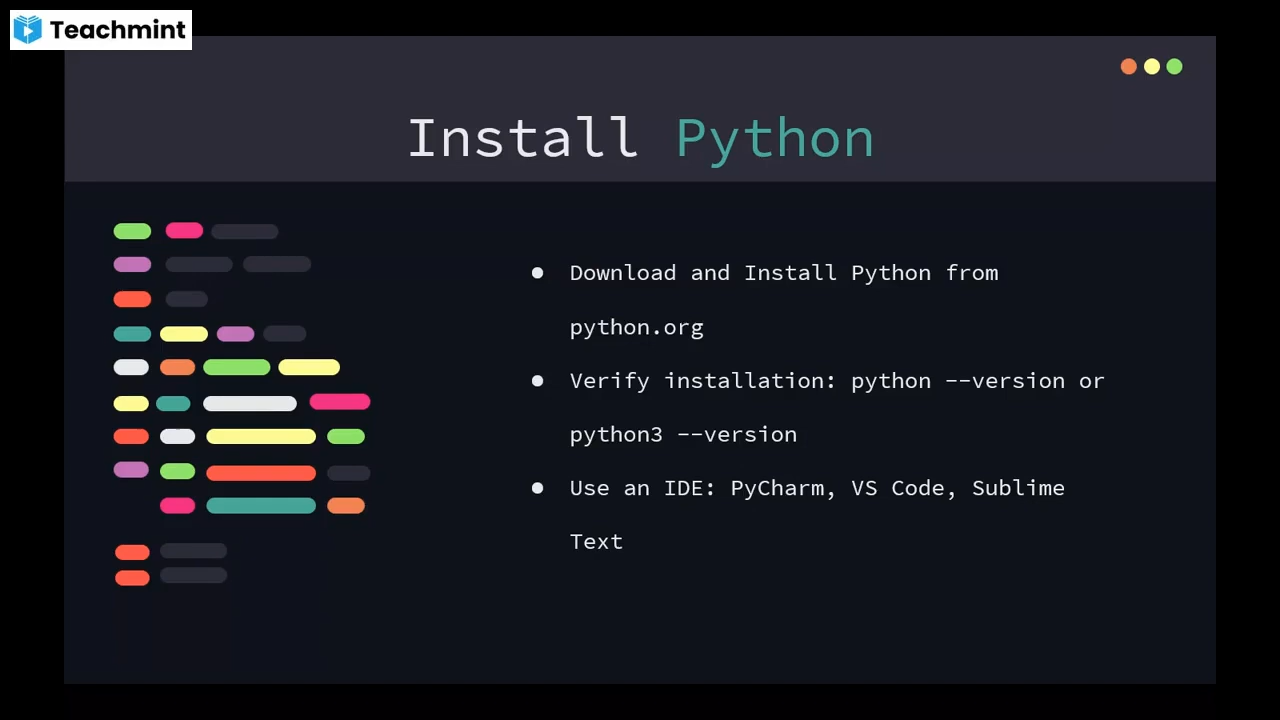 Teachmint
Install Python
● Download and Install Python from
python.org
● Verify installation: python --version or
python3 --version
● Use an IDE: PyCharm, VS Code, Sublime
Text